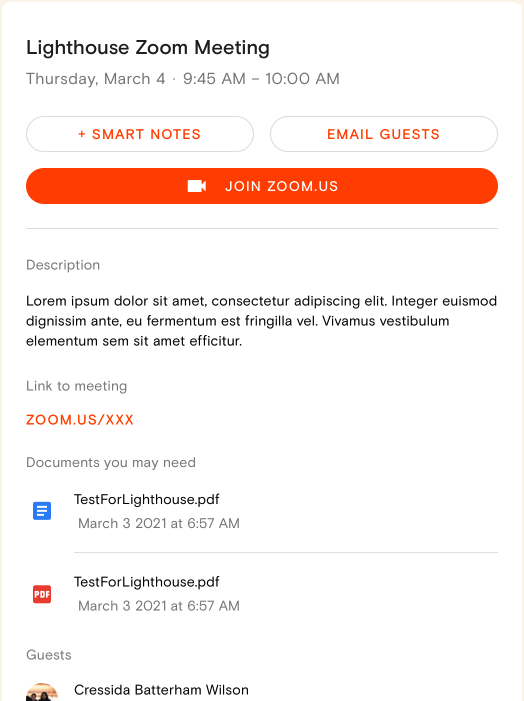 Lighthouse Zoom Meeting
Thursday, March 4 · 9:45 AM – 10:00 AM
+ SMART NOTES
EMAIL GUESTS
JOIN ZOOM.US
Description
Lorem ipsum dolor sit amet, consectetur adipiscing elit. Integer euismod
dignissim ante, eu fermentum est fringilla vel. Vivamus vestibulum
elementum sem sit amet efficitur.
Link to meeting
ZOOM.US/XXX
Documents you may need
TestForLighthouse.pdf
March 3 2021 at 6:57 AM
PDF
TestForLighthouse.pdf
March 3 2021 at 6:57 AM
Guests
Cressida Batterham Wilson